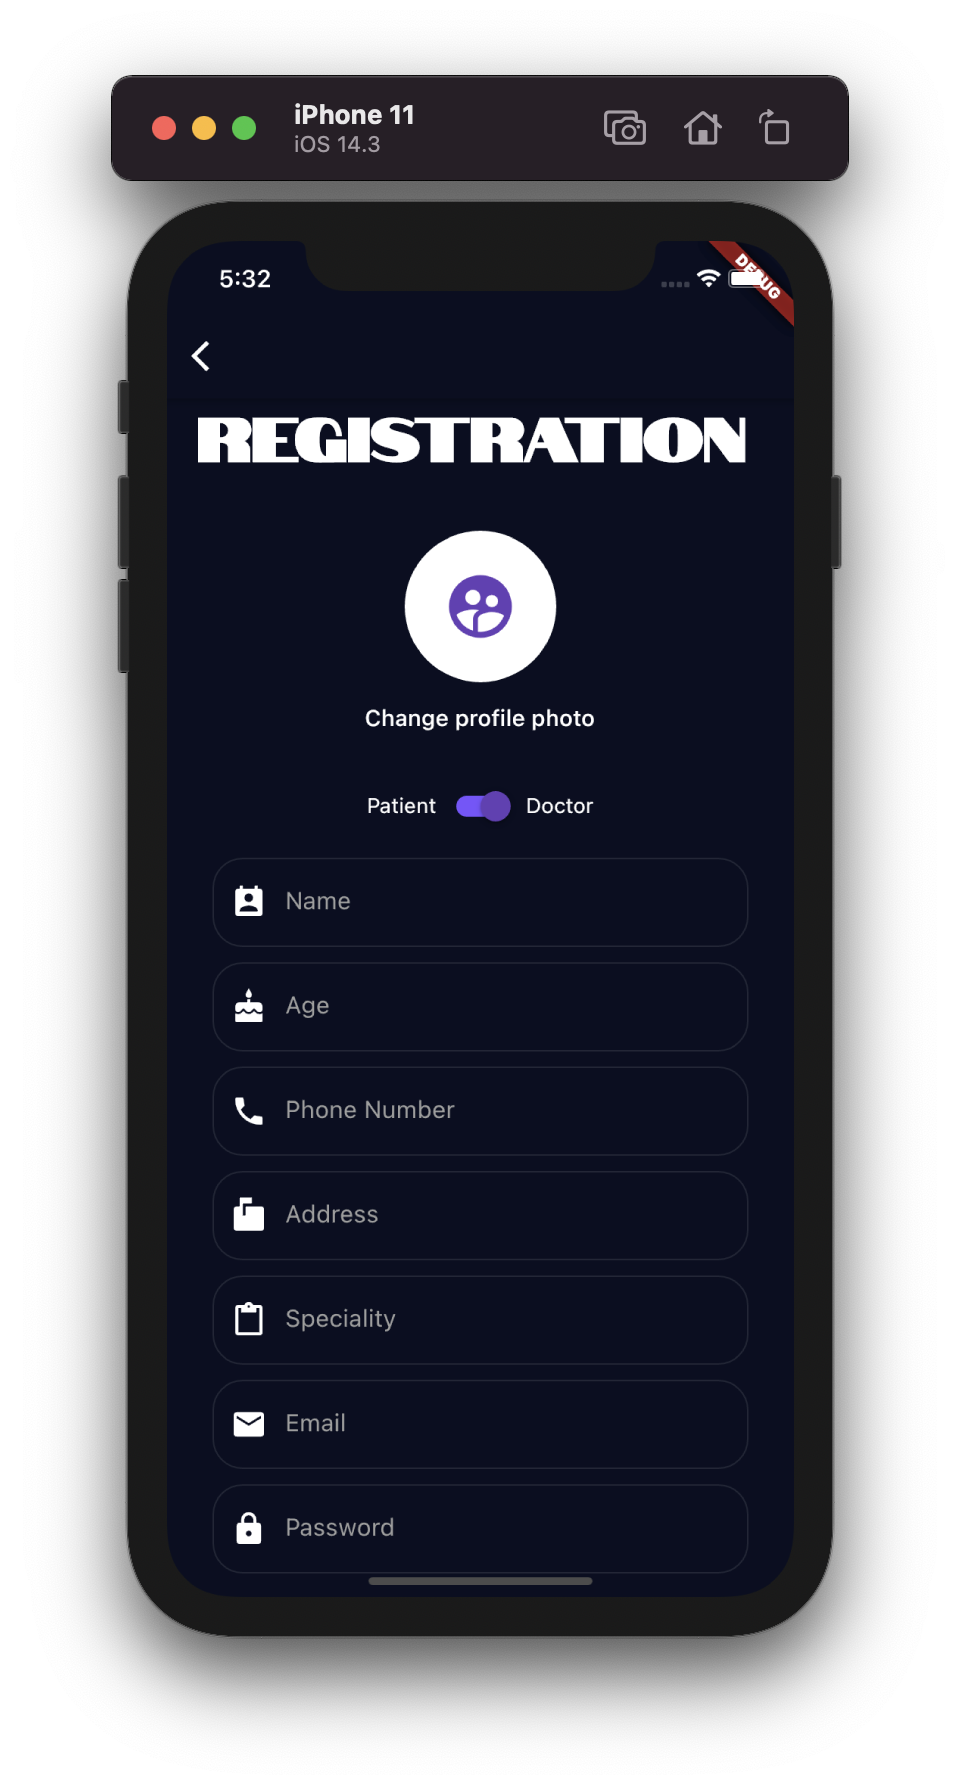 iPhone 11
iOS 14.3
5:32
DEBUG
REGISTRATION
Change profile photo
Patient Doctor
Name
Age
Phone Number
Address
Speciality
Email
Password